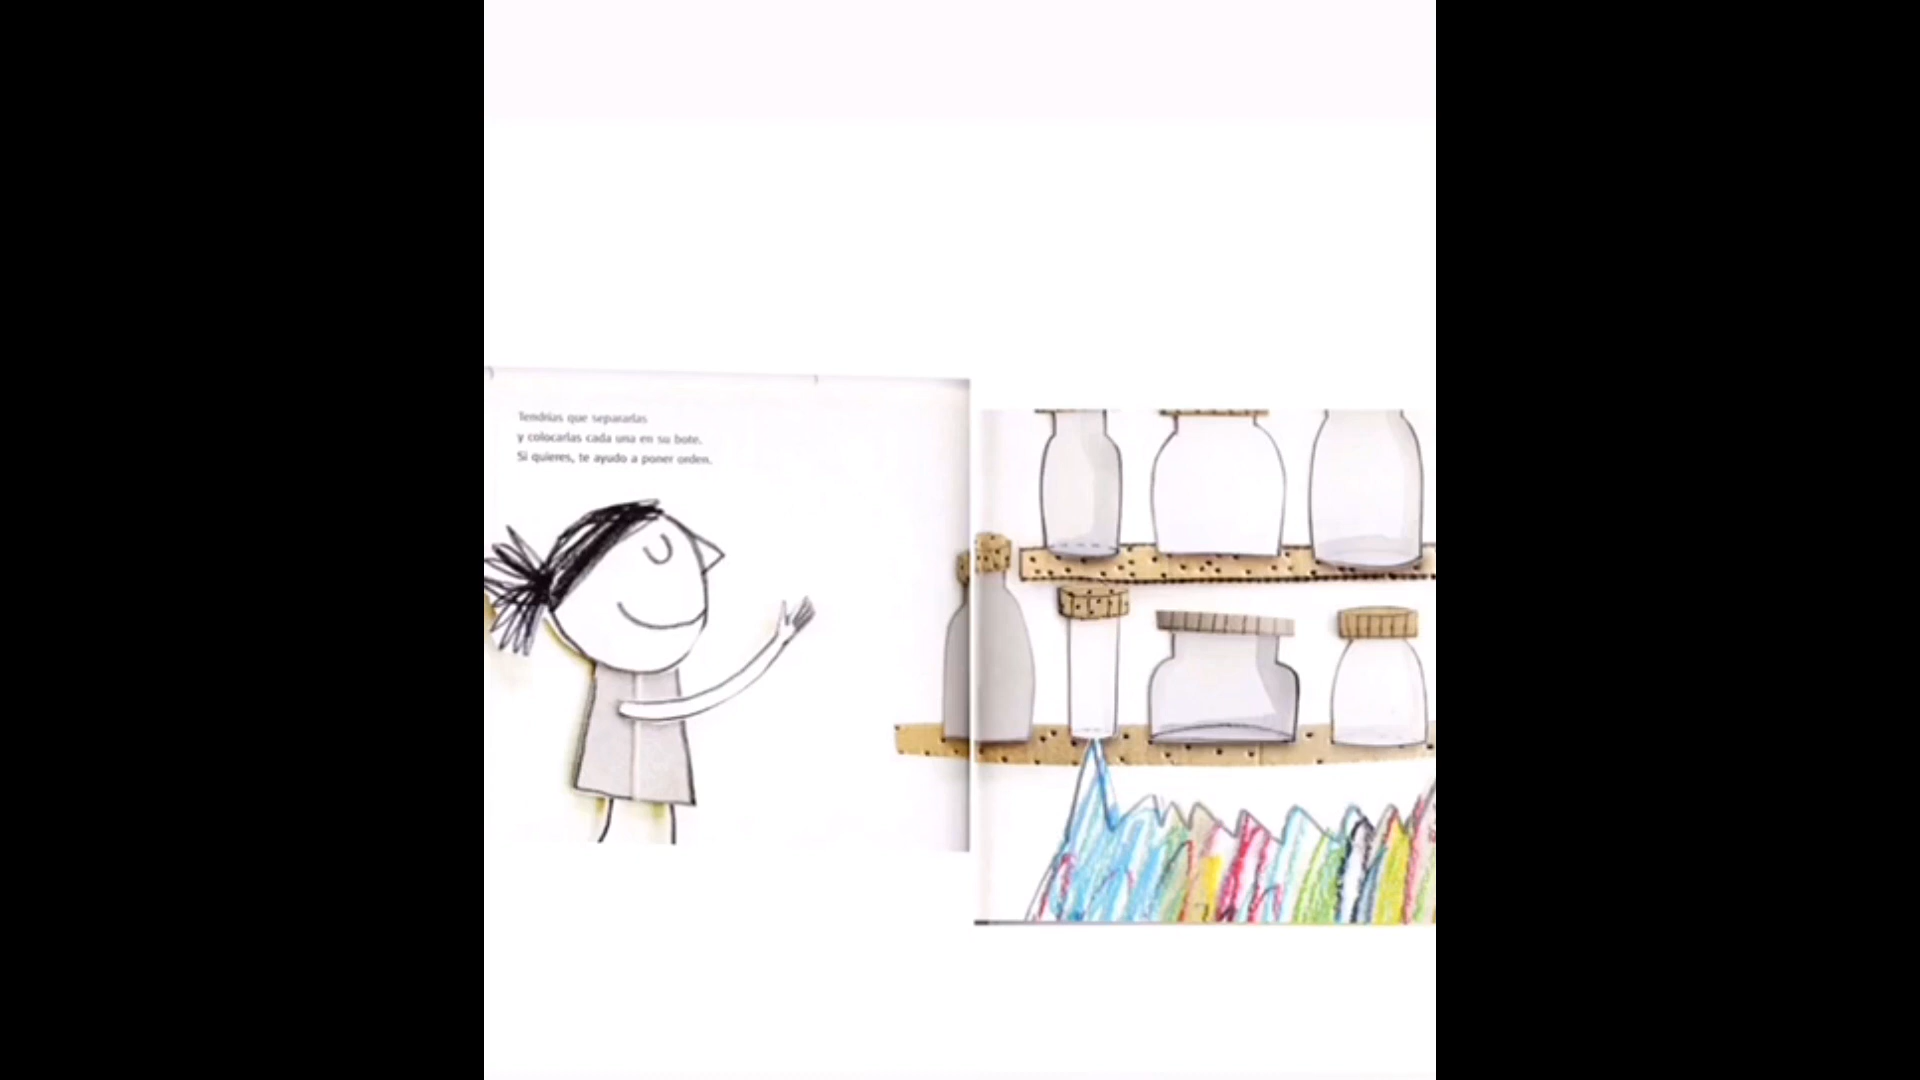 Tendrías que separarlas
y colocarlas cada una en su bote.
Si quieres, te ayudo a poner orden.